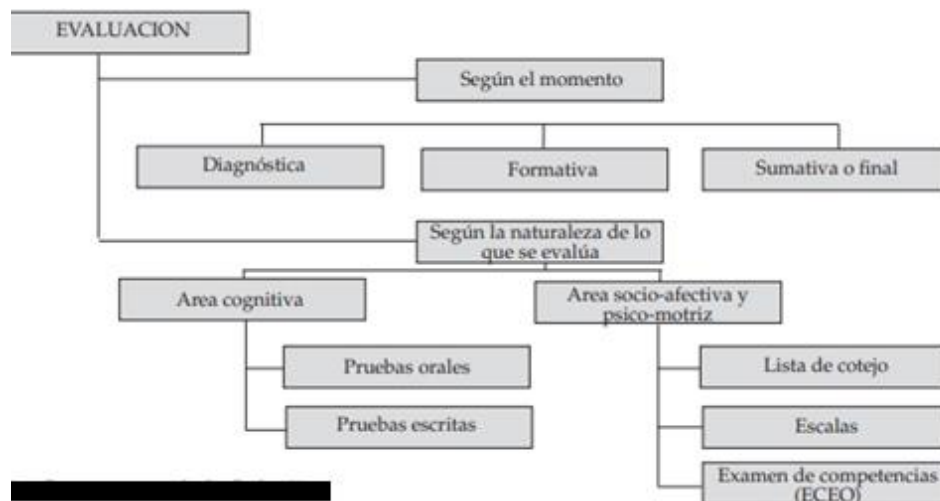 EVALUACION
Según el momento
Diagnóstica
Formativa
Sumativa o final
Según la naturaleza de lo
que se evalúa
Area cognitiva
Area socio-afectiva y
psico-motriz
Pruebas orales
Lista de cotejo
Pruebas escritas
Escalas
Examen de competencias
(ECEO)